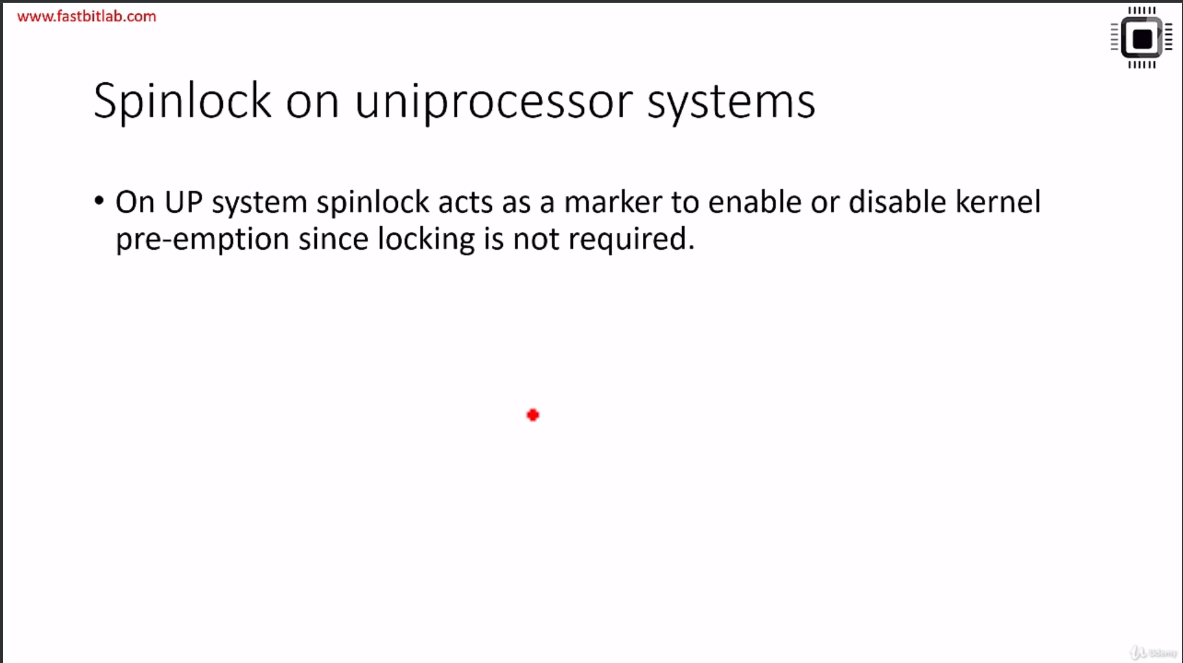 www.fastbitlab.com
Spinlock on uniprocessor systems
• On UP system spinlock acts as a marker to enable or disable kernel
pre-emption since locking is not required.
Udemy